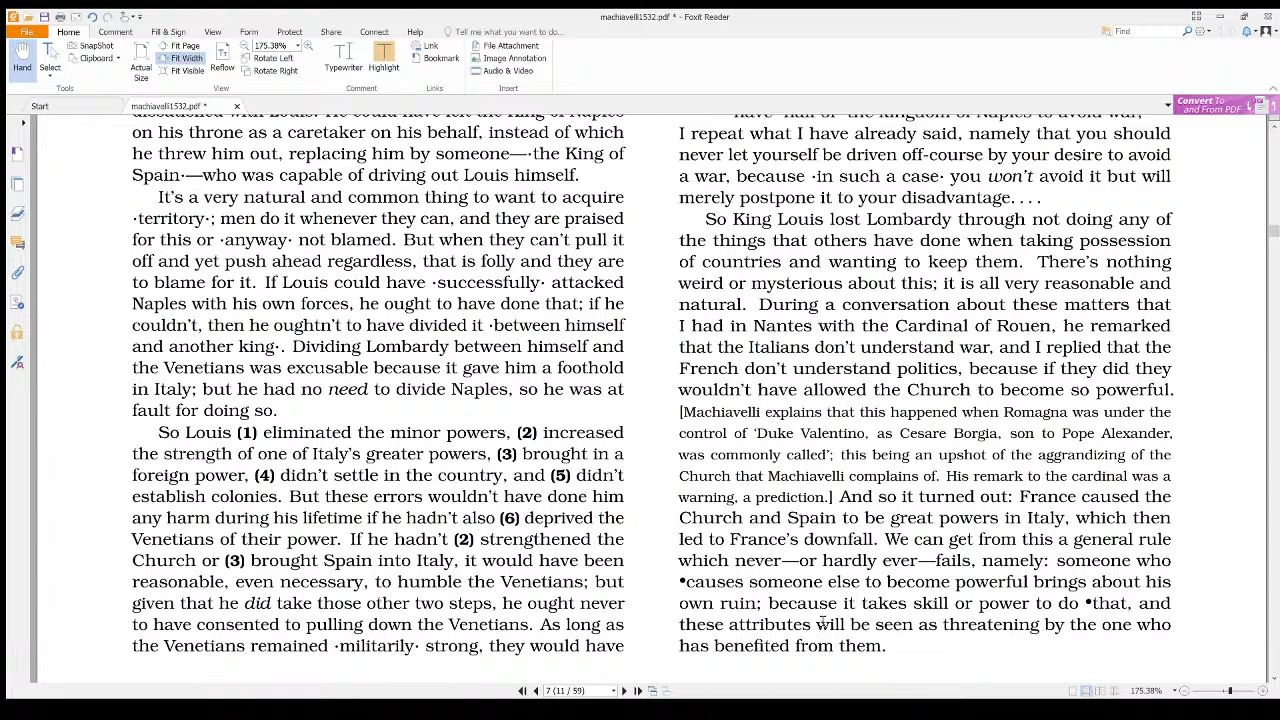 machiavelli1532.pdf * - Foxit Reader
File Home Comment Fill & Sign View Form Protect Share Connect Help Tell me what you want to do... Find
SnapShot
Clipboard
Hand
Select
Actual Size
Fit Page
Fit Width
Fit Visible
Reflow
175.38%
Rotate Left
Rotate Right
Typewriter
Highlight
Link
Bookmark
File Attachment
Image Annotation
Audio & Video
Tools View Comment Links Insert
Start machiavelli1532.pdf *
Convert To
and From PDF
dissatisfied with Louis. He could have left the King of Naples
on his throne as a caretaker on his behalf, instead of which
he threw him out, replacing him by someone—·the King of
Spain·—who was capable of driving out Louis himself.
It's a very natural and common thing to want to acquire
·territory·; men do it whenever they can, and they are praised
for this or ·anyway· not blamed. But when they can't pull it
off and yet push ahead regardless, that is folly and they are
to blame for it. If Louis could have ·successfully· attacked
Naples with his own forces, he ought to have done that; if he
couldn't, then he oughtn't to have divided it ·between himself
and another king·. Dividing Lombardy between himself and
the Venetians was excusable because it gave him a foothold
in Italy; but he had no need to divide Naples, so he was at
fault for doing so.
So Louis (1) eliminated the minor powers, (2) increased
the strength of one of Italy's greater powers, (3) brought in a
foreign power, (4) didn't settle in the country, and (5) didn't
establish colonies. But these errors wouldn't have done him
any harm during his lifetime if he hadn't also (6) deprived the
Venetians of their power. If he hadn't (2) strengthened the
Church or (3) brought Spain into Italy, it would have been
reasonable, even necessary, to humble the Venetians; but
given that he did take those other two steps, he ought never
to have consented to pulling down the Venetians. As long as
the Venetians remained ·militarily· strong, they would have
have ·half of· the kingdom of Naples to avoid war,
I repeat what I have already said, namely that you should
never let yourself be driven off-course by your desire to avoid
a war, because ·in such a case· you won't avoid it but will
merely postpone it to your disadvantage. . . .
So King Louis lost Lombardy through not doing any of
the things that others have done when taking possession
of countries and wanting to keep them. There's nothing
weird or mysterious about this; it is all very reasonable and
natural. During a conversation about these matters that
I had in Nantes with the Cardinal of Rouen, he remarked
that the Italians don't understand war, and I replied that the
French don't understand politics, because if they did they
wouldn't have allowed the Church to become so powerful.
[Machiavelli explains that this happened when Romagna was under the
control of 'Duke Valentino, as Cesare Borgia, son to Pope Alexander,
was commonly called'; this being an upshot of the aggrandizing of the
Church that Machiavelli complains of. His remark to the cardinal was a
warning, a prediction.] And so it turned out: France caused the
Church and Spain to be great powers in Italy, which then
led to France's downfall. We can get from this a general rule
which never—or hardly ever—fails, namely: someone who
•causes someone else to become powerful brings about his
own ruin; because it takes skill or power to do •that, and
these attributes will be seen as threatening by the one who
has benefited from them.
7 (11 / 59)
175.38%